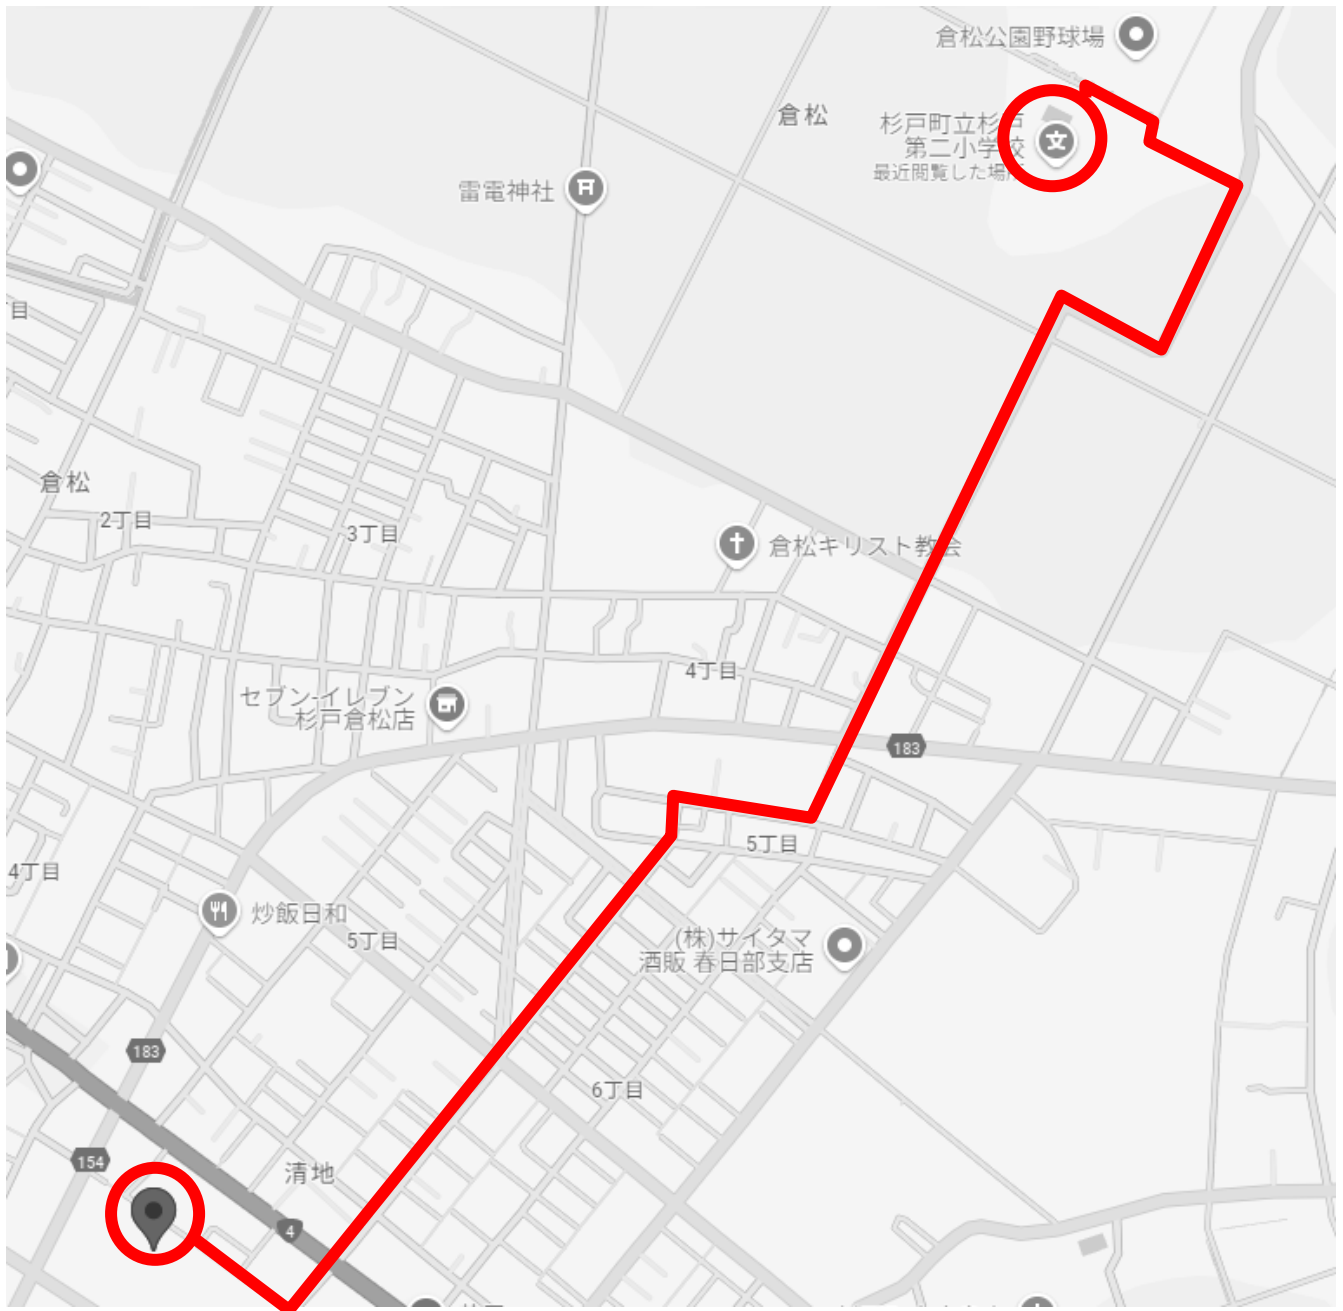 倉松公園野球場
倉松
杉戸町立杉戸
第二小学校
最近閲覧した場所
雷電神社
倉松
2丁目
3丁目
倉松キリスト教会
4丁目
セブン-イレブン
杉戸倉松店
183
5丁目
4丁目
炒飯日和
5丁目
(株)サイタマ
酒販 春日部支店
183
6丁目
154
清地
4